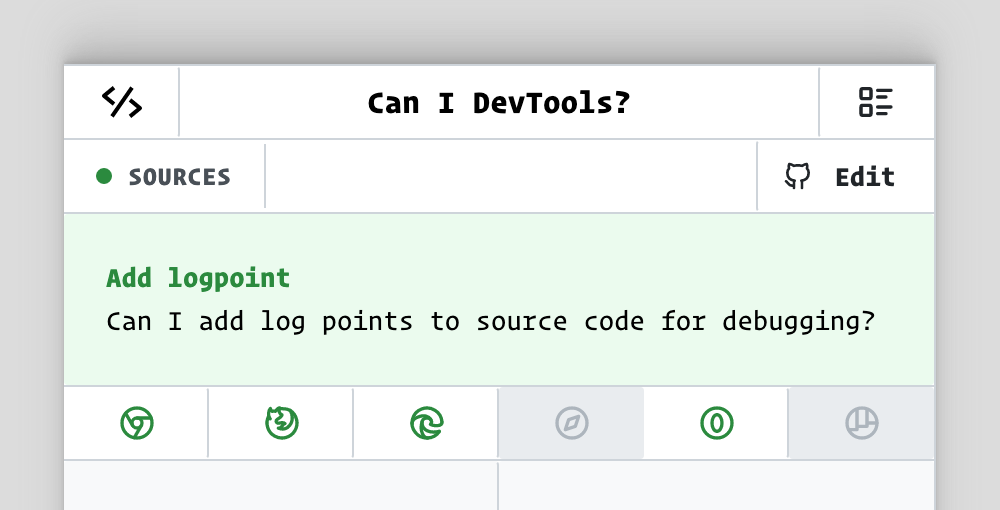 Can I DevTools?
SOURCES
Edit
Add logpoint
Can I add log points to source code for debugging?